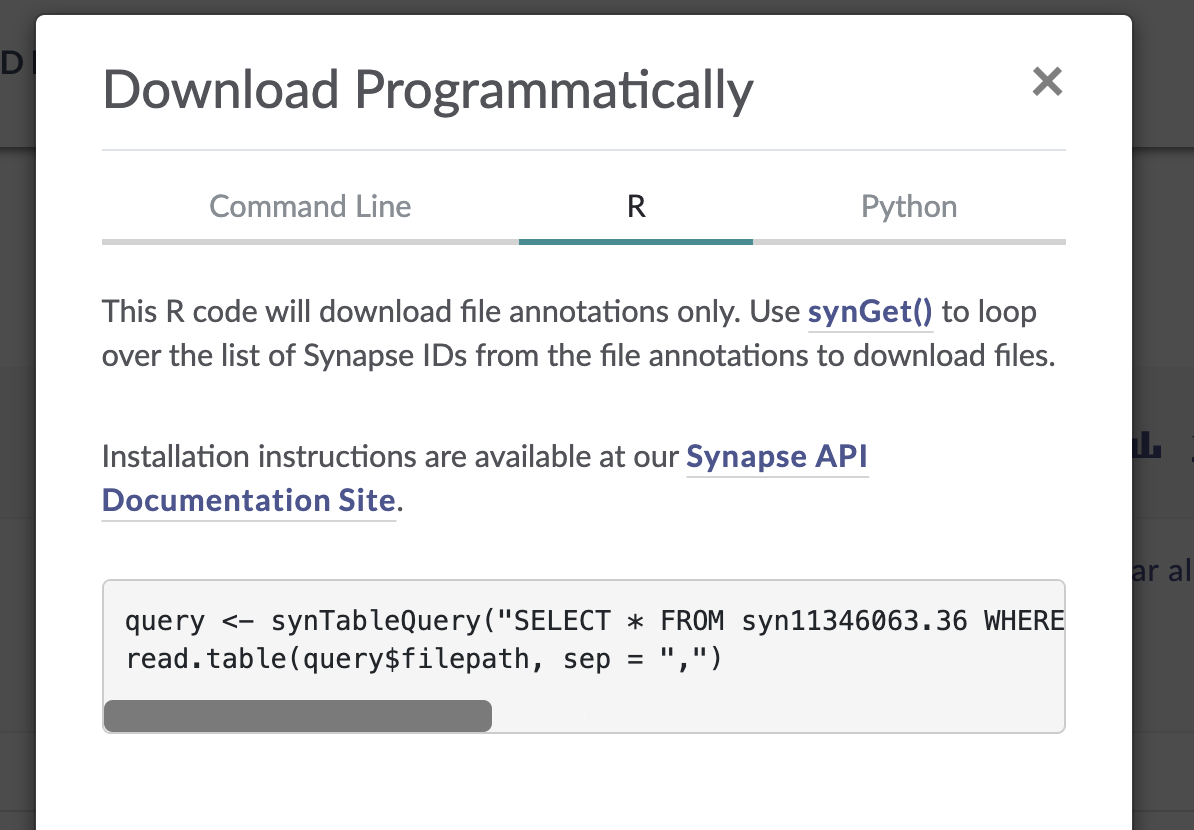 D
Download Programmatically
Command Line R Python
This R code will download file annotations only. Use synGet() to loop
over the list of Synapse IDs from the file annotations to download files.
Installation instructions are available at our Synapse API
Documentation Site.
ar al
query <- synTableQuery("SELECT * FROM syn11346063.36 WHERE
read.table(query$filepath, sep = ",")